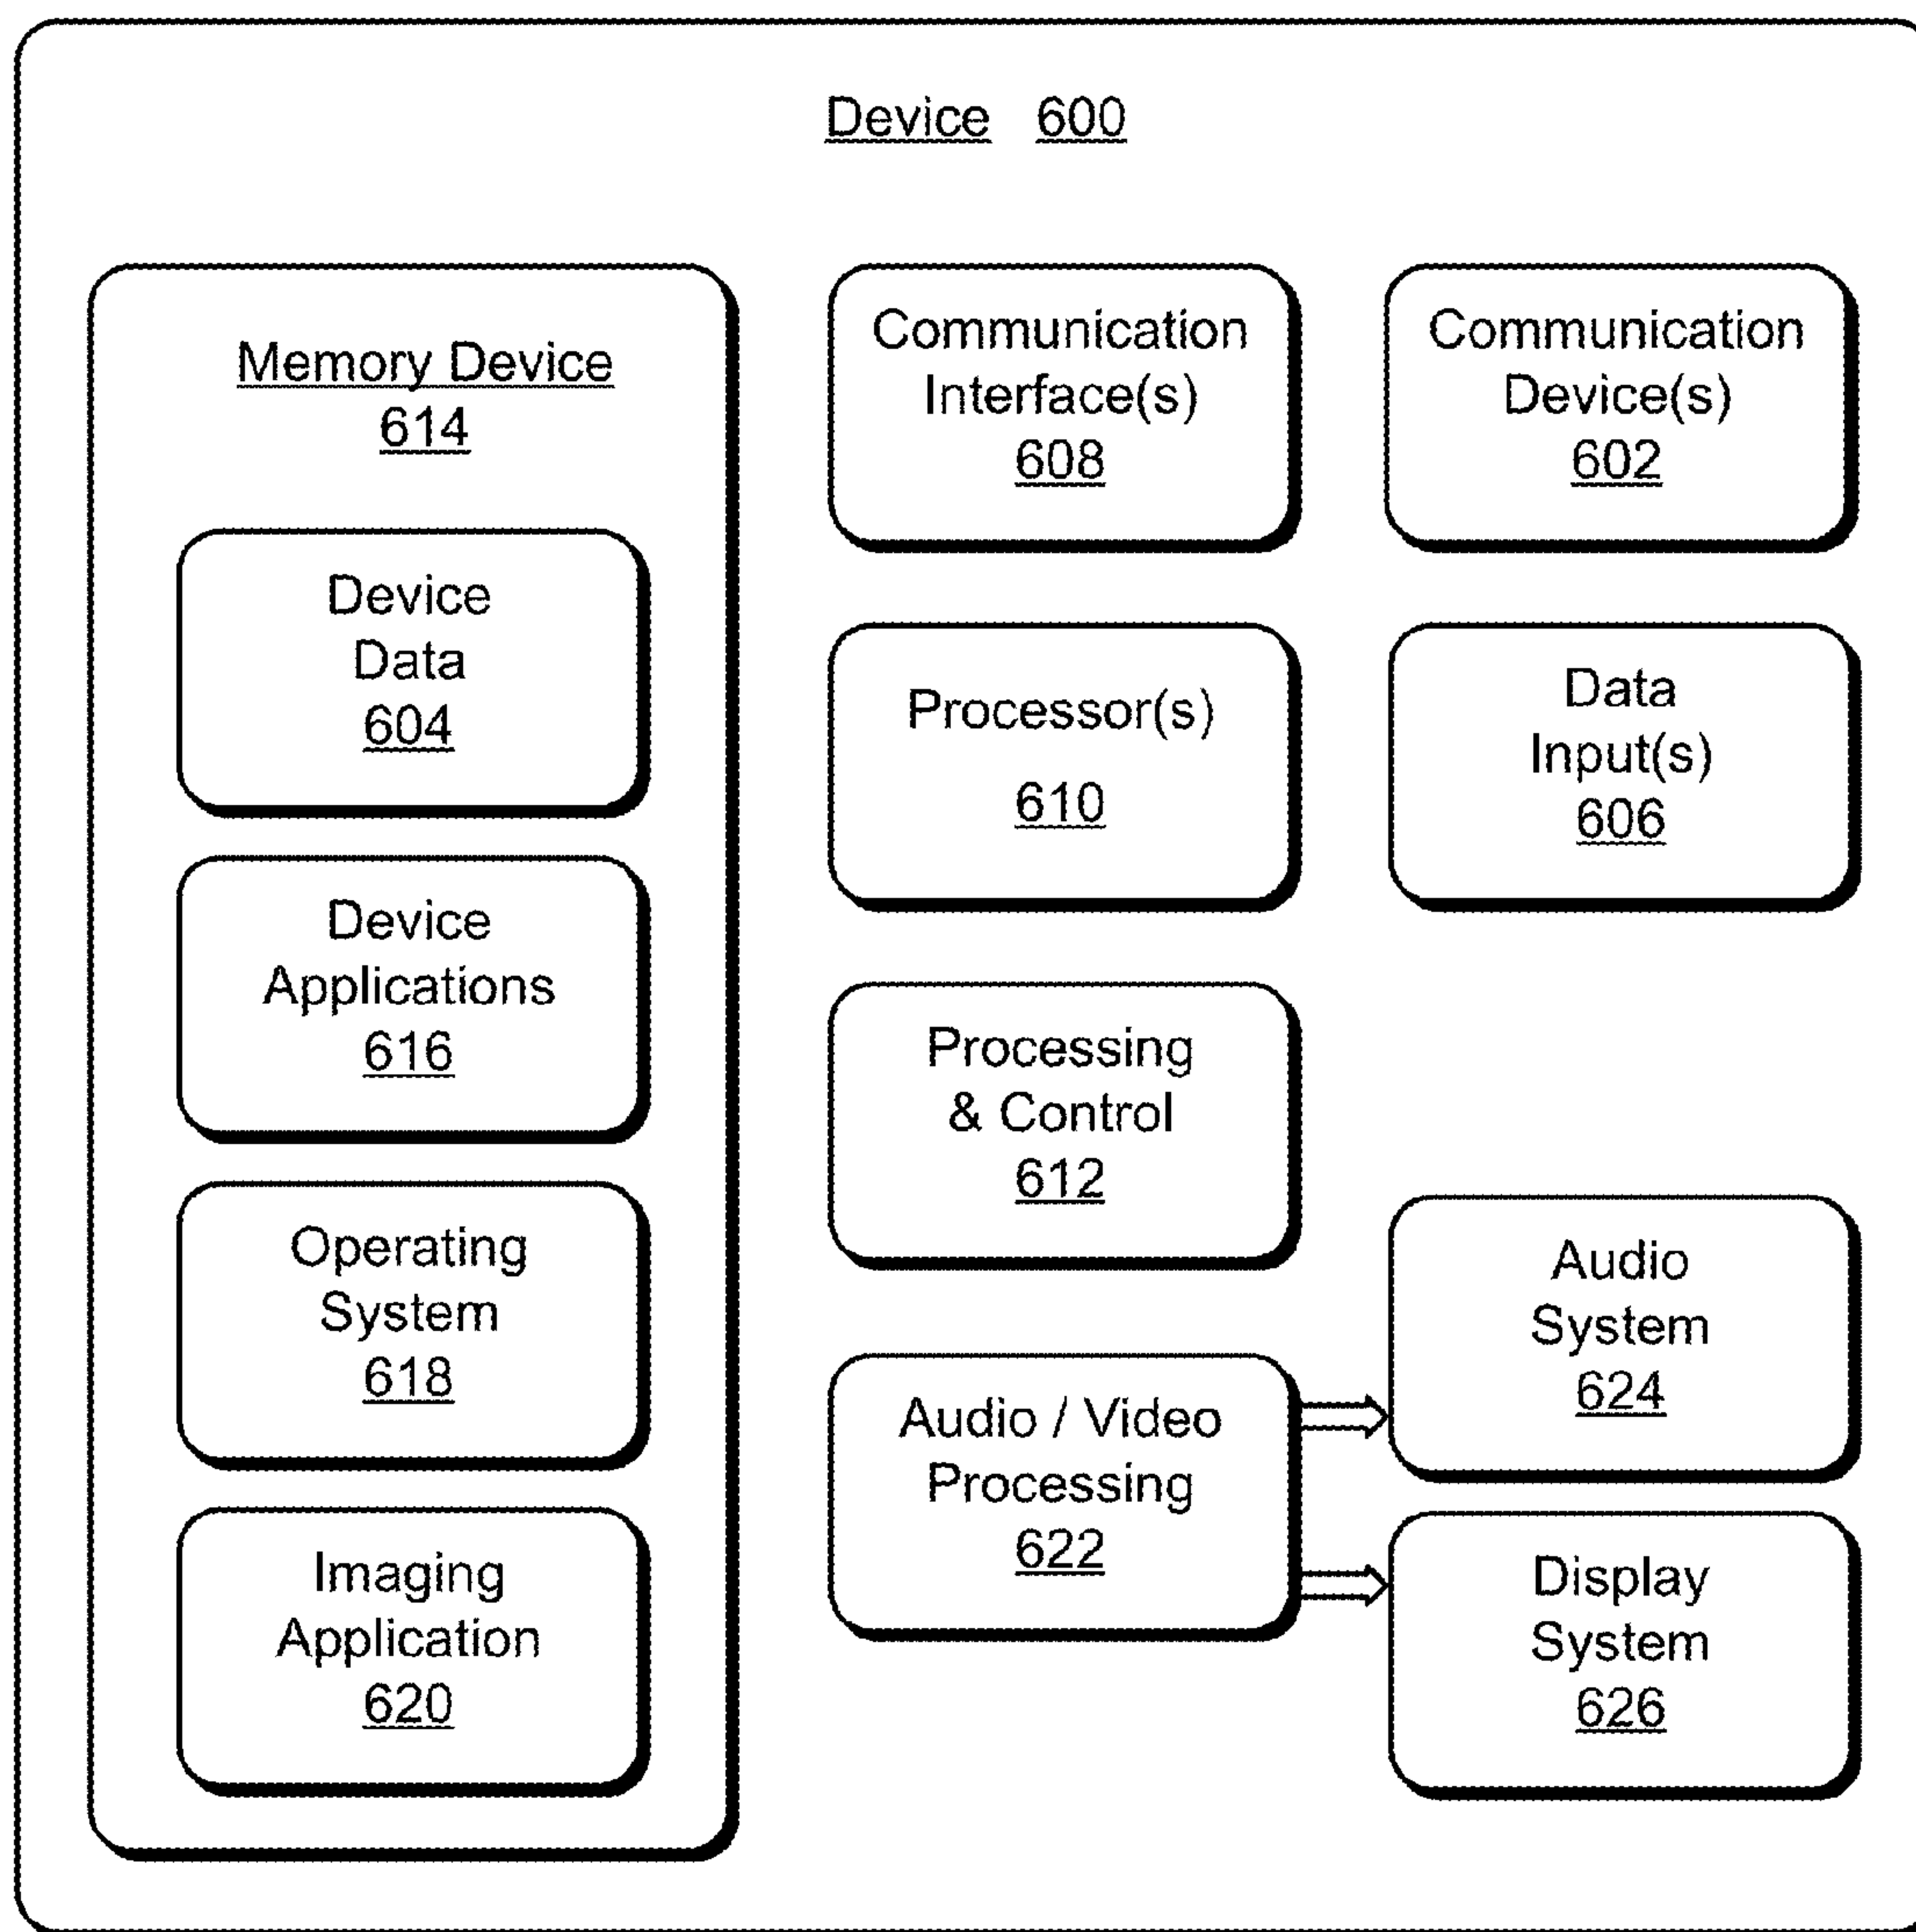 Device 600
Memory Device
614
Device
Data
604
Device
Applications
616
Operating
System
618
Imaging
Application
620
Communication
Interface(s)
608
Processor(s)
610
Processing
& Control
612
Audio / Video
Processing
622
Communication
Device(s)
602
Data
Input(s)
606
Audio
System
624
Display
System
626